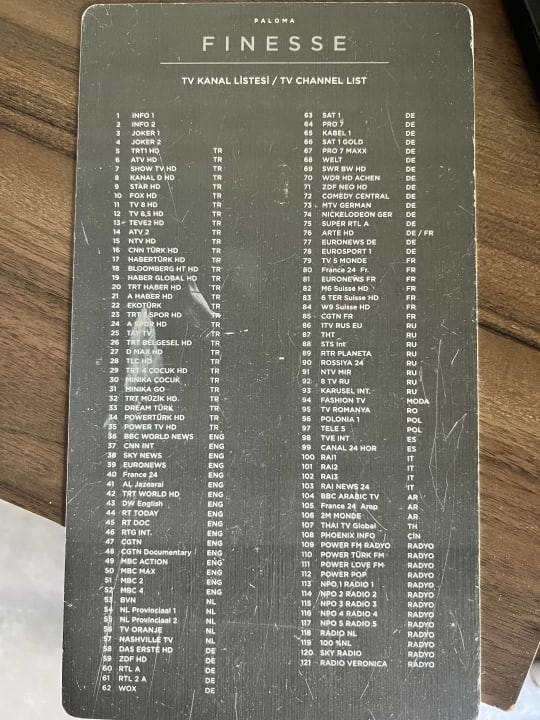 PALOMA
FINESSE
TV KANAL LİSTESİ / TV CHANNEL LIST
1 INFO 1
2 INFO 2
3 JOKER 1
4 JOKER 2
5 TRT1 HD TR
6 ATV HD TR
7 SHOW TV HD TR
8 KANAL D HD TR
9 STAR HD TR
10 FOX HD TR
11 TV 8 HD TR
12 TV 8,5 HD TR
13 TEVE2 HD TR
14 ATV 2 TR
15 NTV HD TR
16 CNN TÜRK HD TR
17 HABERTÜRK HD TR
18 BLOOMBERG HT HD TR
19 HABER GLOBAL HD TR
20 TRT HABER HD TR
21 A HABER HD TR
22 EKOTÜRK TR
23 TRT SPOR HD TR
24 A SPOR HD TR
25 TAY TV TR
26 TRT BELGESEL HD TR
27 D MAX HD TR
28 TLC HD TR
29 TRT 4 COCUK HD TR
30 MINIKA ÇOCUK TR
31 MINIKA GO TR
32 TRT MÜZİK HD TR
33 DREAM TÜRK TR
34 POWERTÜRK HD TR
35 POWER TV HD TR
36 BBC WORLD NEWS ENG
37 CNN INT ENG
38 SKY NEWS ENG
39 EURONEWS ENG
40 France 24 ENG
41 AL Jazearai ENG
42 TRT WORLD HD ENG
43 DW English ENG
44 RT TODAY ENG
45 RT DOC ENG
46 RTG INT. ENG
47 CGTN ENG
48 CGTN Documentary ENG
49 MBC ACTION ENG
50 MBC MAX ENG
51 MBC 2 ENG
52 MBC 4 ENG
53 BVN NL
54 NL Provinciaal 1 NL
55 NL Provinciaal 2 NL
56 TV ORANJE NL
57 NASHVILLE TV NL
58 DAS ERSTE HD DE
59 ZDF HD DE
60 RTL A DE
61 RTL 2 A DE
62 WOX DE
63 SAT 1 DE
64 PRO 7 DE
65 KABEL 1 DE
66 SAT 1 GOLD DE
67 PRO 7 MAXX DE
68 WELT DE
69 SWR BW HD DE
70 WDR HD ACHEN DE
71 ZDF NEO HD DE
72 COMEDY CENTRAL DE
73 MTV GERMAN DE
74 NICKELODEON GER DE
75 SUPER RTL A DE
76 ARTE HD DE / FR
77 EURONEWS DE DE
78 EUROSPORT 1 DE
79 TV 5 MONDE FR
80 France 24 Fr. FR
81 EURONEWS FR FR
82 M6 Suisse HD FR
83 6 TER Suisse HD FR
84 W9 Suisse HD FR
85 CGTN FR FR
86 1TV RUS EU RU
87 THT RU
88 STS Int RU
89 RTR PLANETA RU
90 ROSSIYA 24 RU
91 NTV MIR RU
92 8 TV RU RU
93 KARUSEL INT. RU
94 FASHION TV MODA
95 TV ROMANYA RO
96 POLONIA 1 POL
97 TELE 5 POL
98 TVE INT ES
99 CANAL 24 HOR ES
100 RAI1 IT
101 RAI2 IT
102 RAI3 IT
103 RAI NEWS 24 IT
104 BBC ARABIC TV AR
105 France 24 Arap AR
106 2M MONDE AR
107 THAI TV Global TH
108 PHOENIX INFO ÇİN
109 POWER FM RADYO RADYO
110 POWER TÜRK FM RADYO
111 POWER LOVE FM RADYO
112 POWER POP RADYO
113 NPO 1 RADIO 1 RADYO
114 NPO 2 RADIO 2 RADYO
115 NPO 3 RADIO 3 RADYO
116 NPO 4 RADIO 4 RADYO
117 NPO 5 RADIO 5 RADYO
118 RADIO NL RADYO
119 100 %NL RADYO
120 SKY RADIO RADYO
121 RADIO VERONICA RADYO